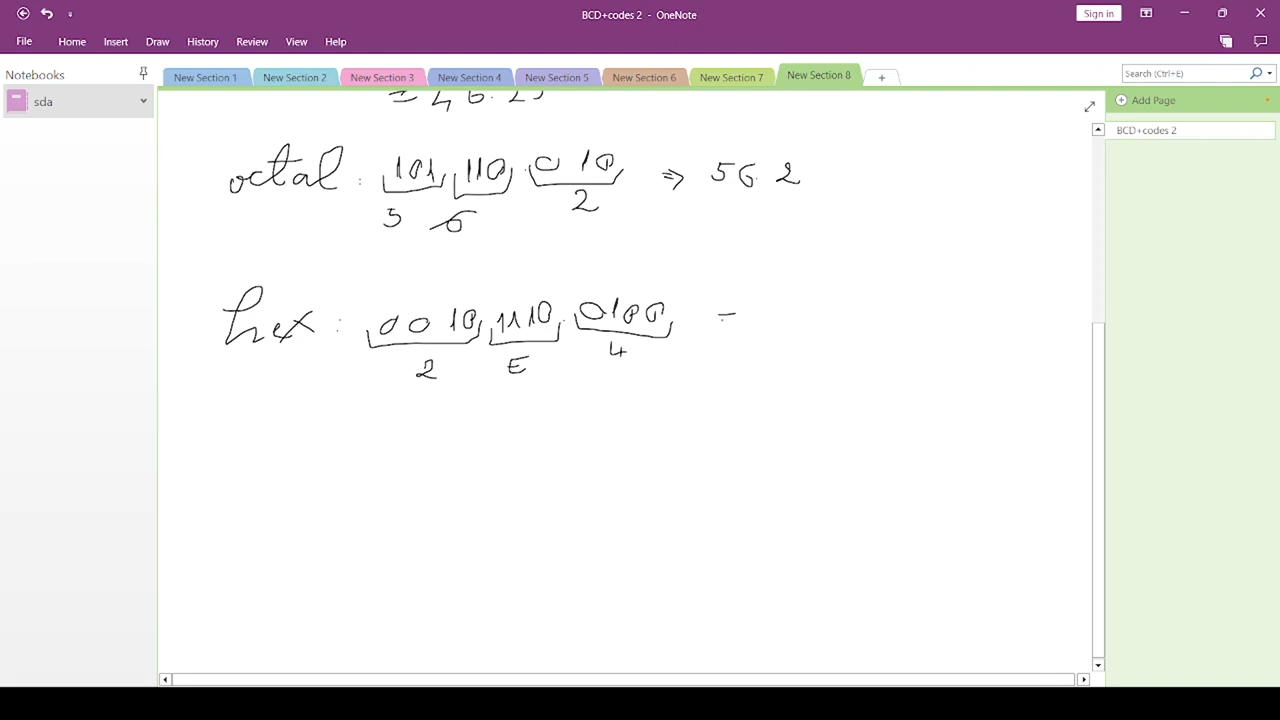 BCD+codes 2 - OneNote
Sign in
File Home Insert Draw History Review View Help
Notebooks
New Section 1 New Section 2 New Section 3 New Section 4 New Section 5 New Section 6 New Section 7 New Section 8 +
Search (Ctrl+E)
sda
Add Page
BCD+codes 2
= 46.25
octal : 101 110 . 010 => 56.2
5 6 2
hex : 0010 1110 . 0100 =
2 E 4